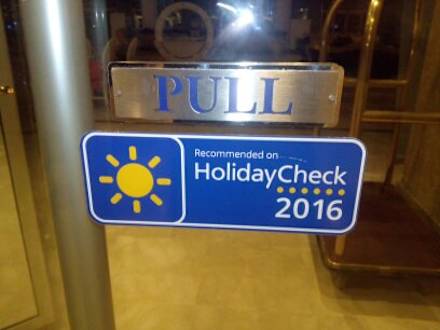 PULL
Recommended on
HolidayCheck
2016